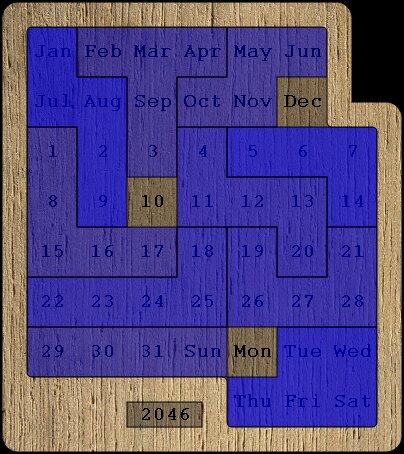 Jan Feb Mar Apr May Jun
Jul Aug Sep Oct Nov Dec
1 2 3 4 5 6 7
8 9 10 11 12 13 14
15 16 17 18 19 20 21
22 23 24 25 26 27 28
29 30 31 Sun Mon Tue Wed
Thu Fri Sat
2046